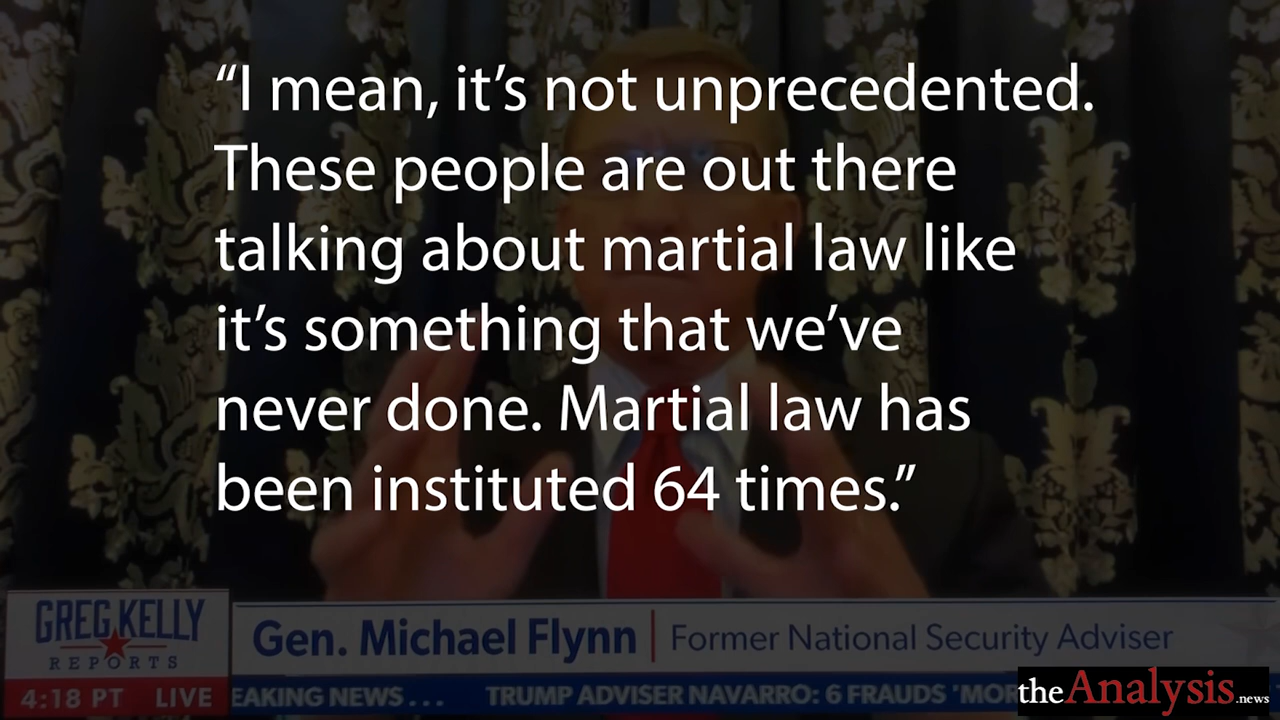 “I mean, it’s not unprecedented.
These people are out there
talking about martial law like
it’s something that we’ve
never done. Martial law has
been instituted 64 times.”
GREG KELLY
REPORTS
Gen. Michael Flynn | Former National Security Adviser
4:18 PT LIVE
EAKING NEWS . . . TRUMP ADVISER NAVARRO: 6 FRAUDS 'MOR
theAnalysis.news